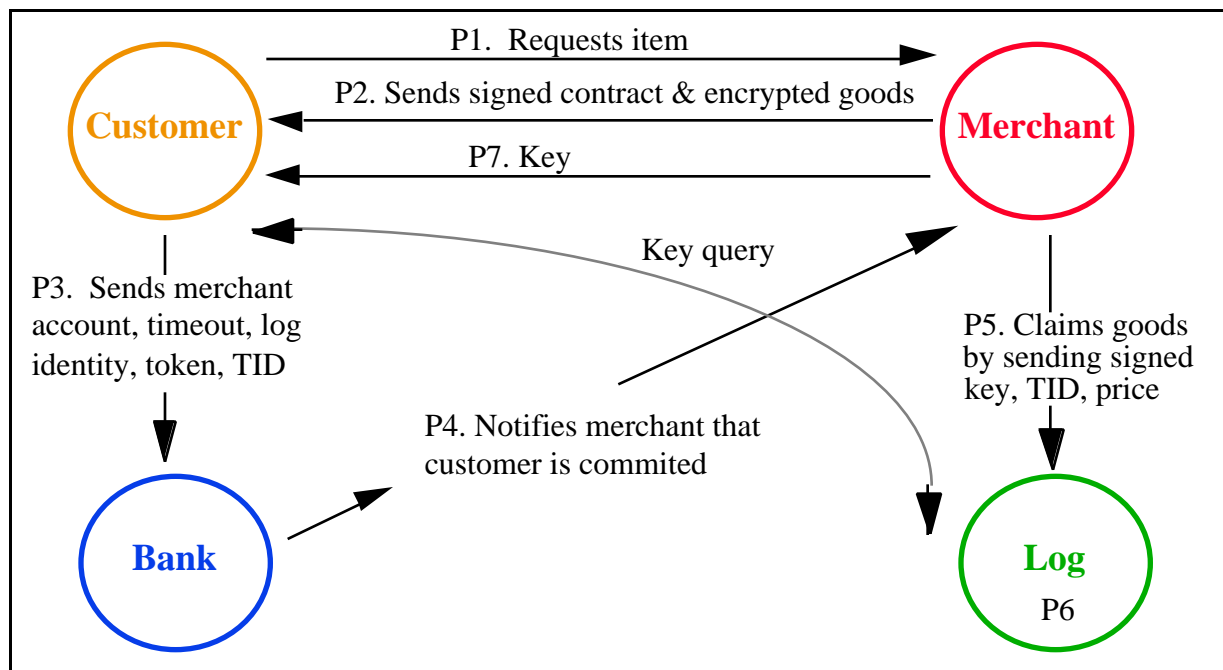 P1.  Requests item
P2. Sends signed contract & encrypted goods
Customer
Merchant
P7. Key
Key query
P3.  Sends merchant
account, timeout, log
identity, token, TID
P5. Claims goods
by sending signed
key, TID, price
P4. Notifies merchant that
customer is commited
Bank
Log
P6